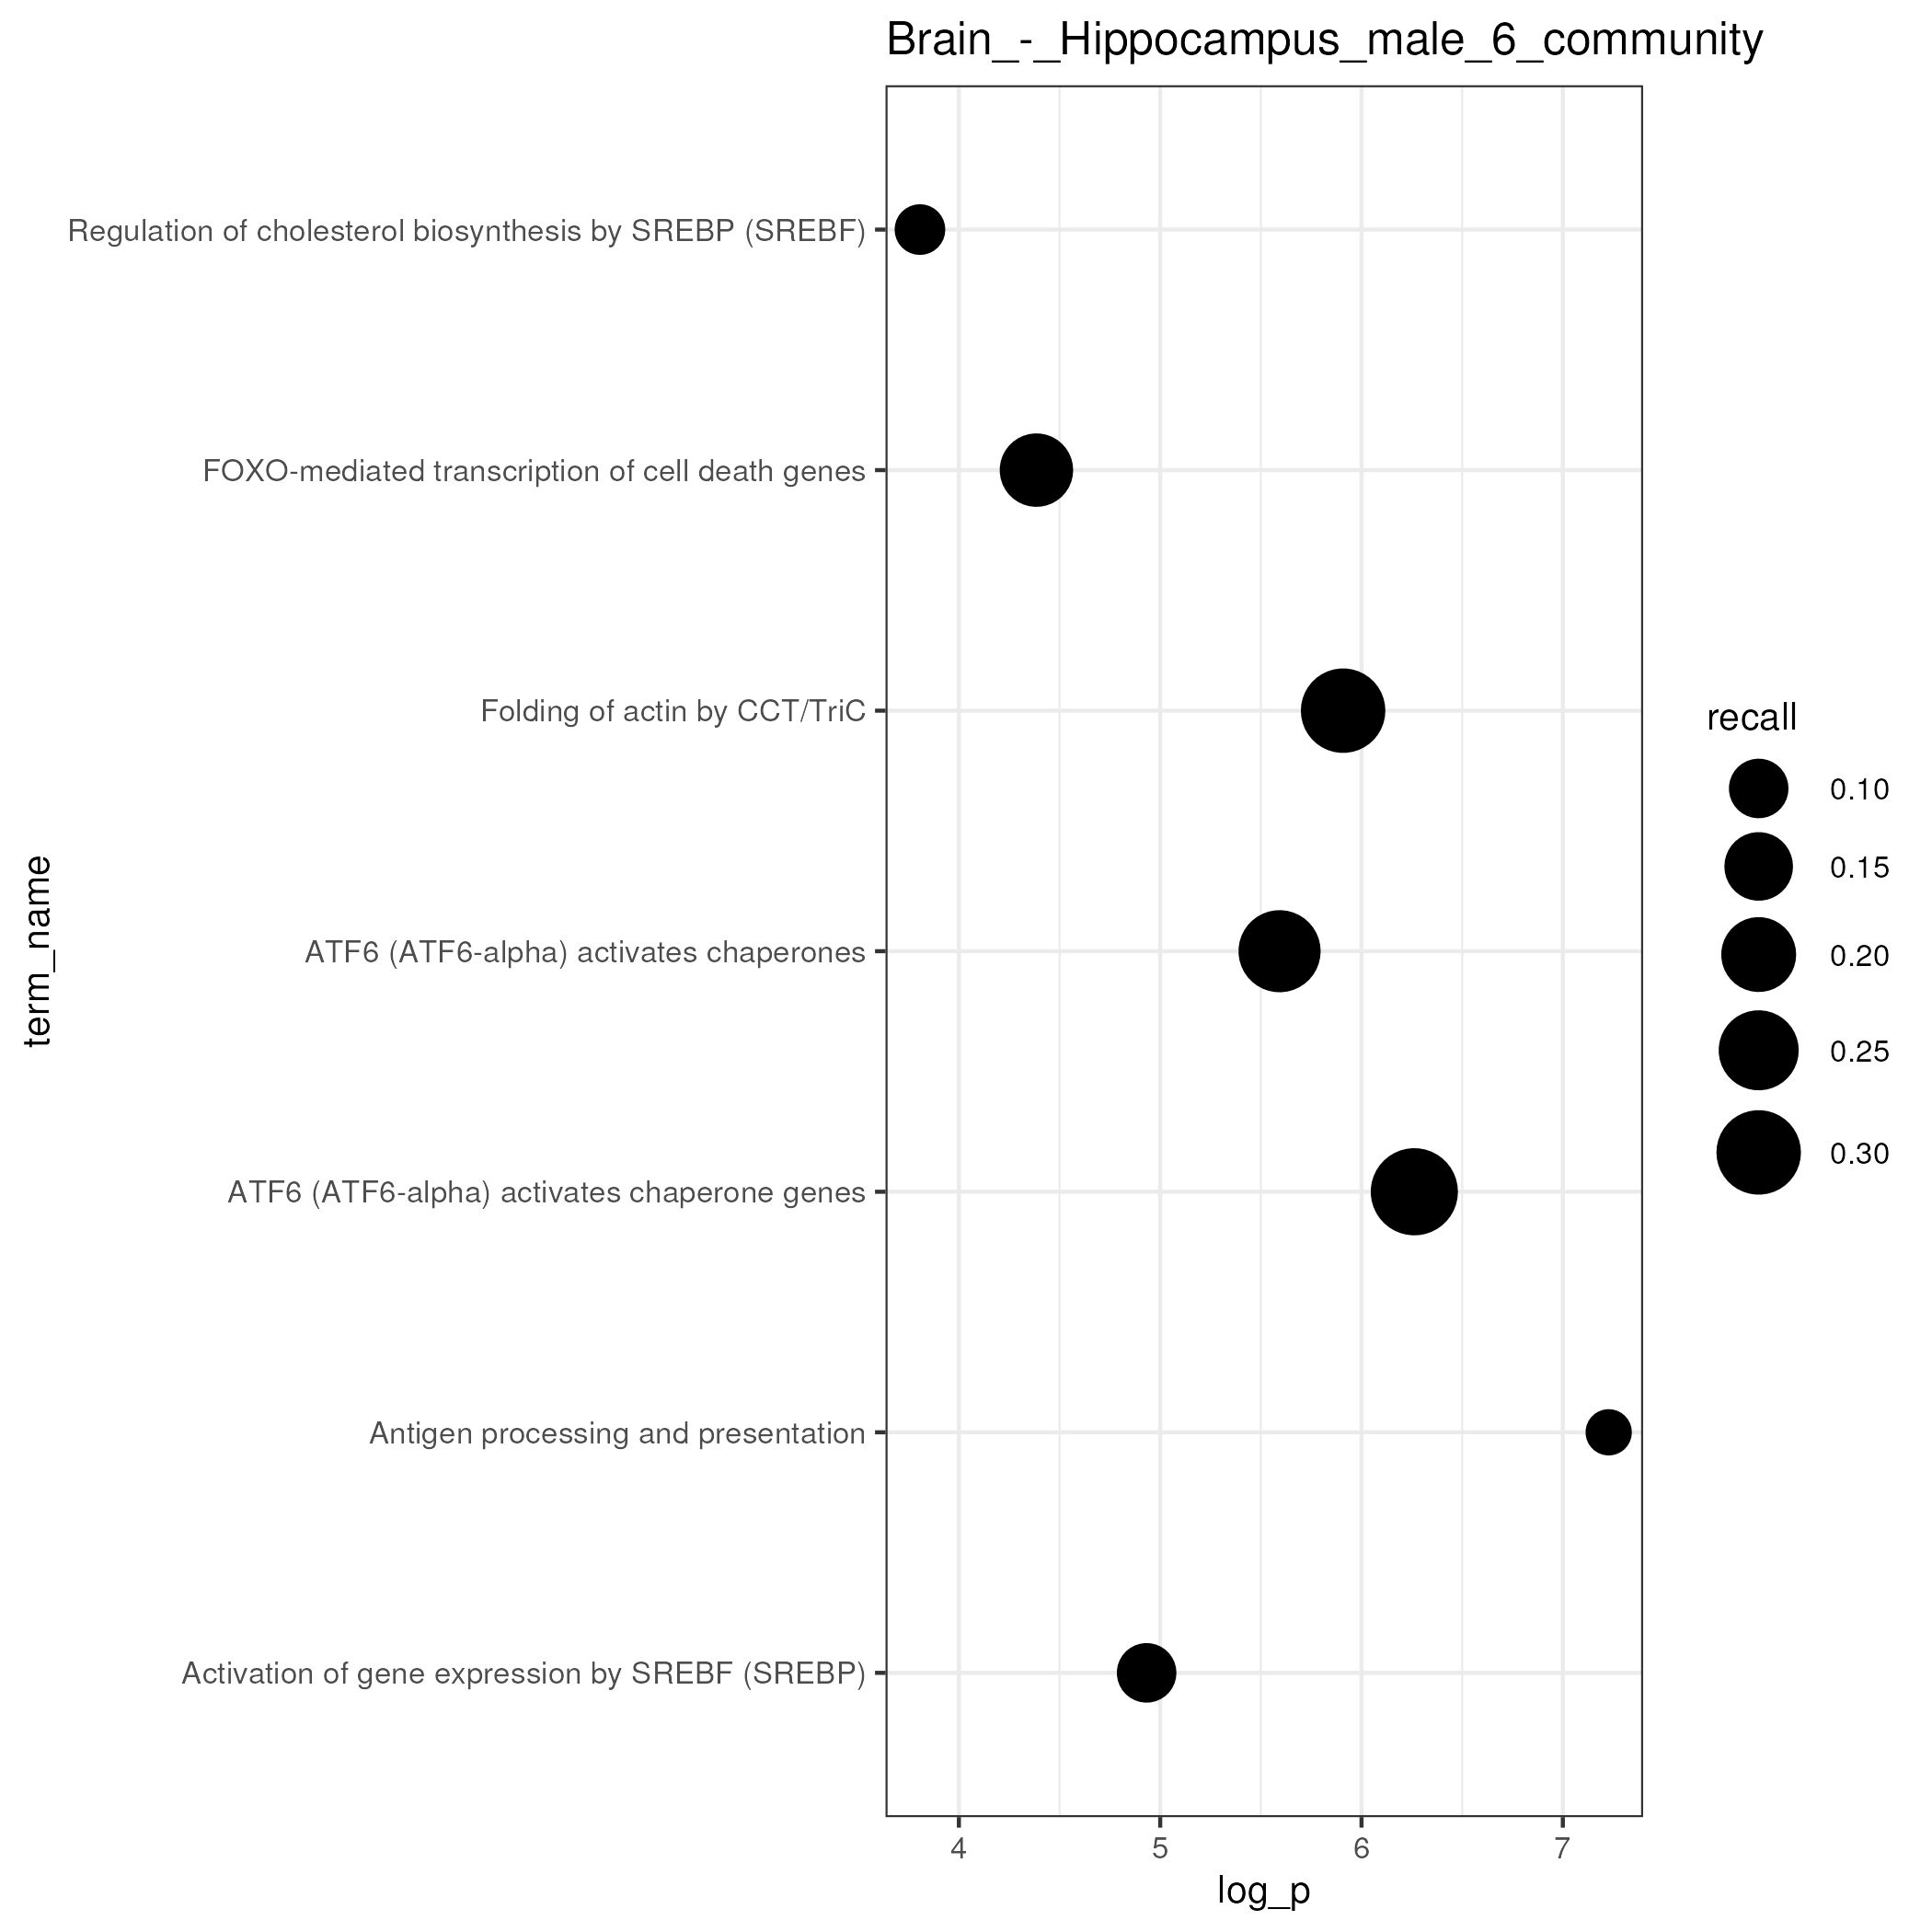 Brain_-_Hippocampus_male_6_community
Regulation of cholesterol biosynthesis by SREBP (SREBF)
FOXO-mediated transcription of cell death genes
Folding of actin by CCT/TriC
ATF6 (ATF6-alpha) activates chaperones
ATF6 (ATF6-alpha) activates chaperone genes
Antigen processing and presentation
Activation of gene expression by SREBF (SREBP)
term_name
4 5 6 7
log_p
recall
0.10
0.15
0.20
0.25
0.30